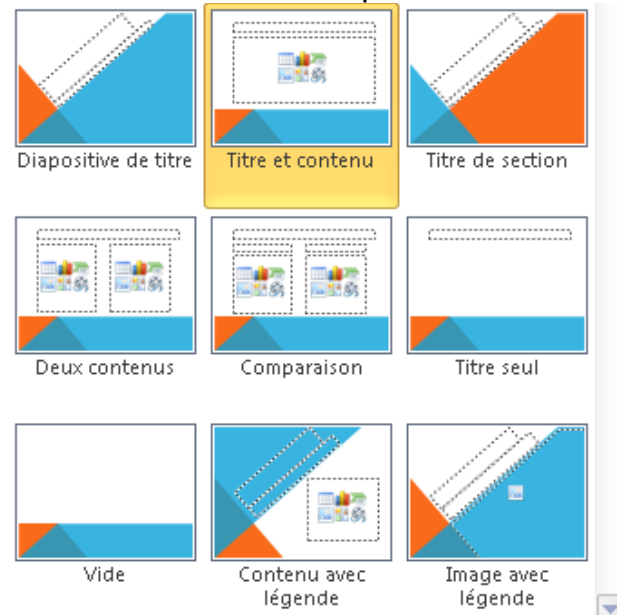 Diapositive de titre
Titre et contenu
Titre de section
Deux contenus
Comparaison
Titre seul
Vide
Contenu avec
légende
Image avec
légende